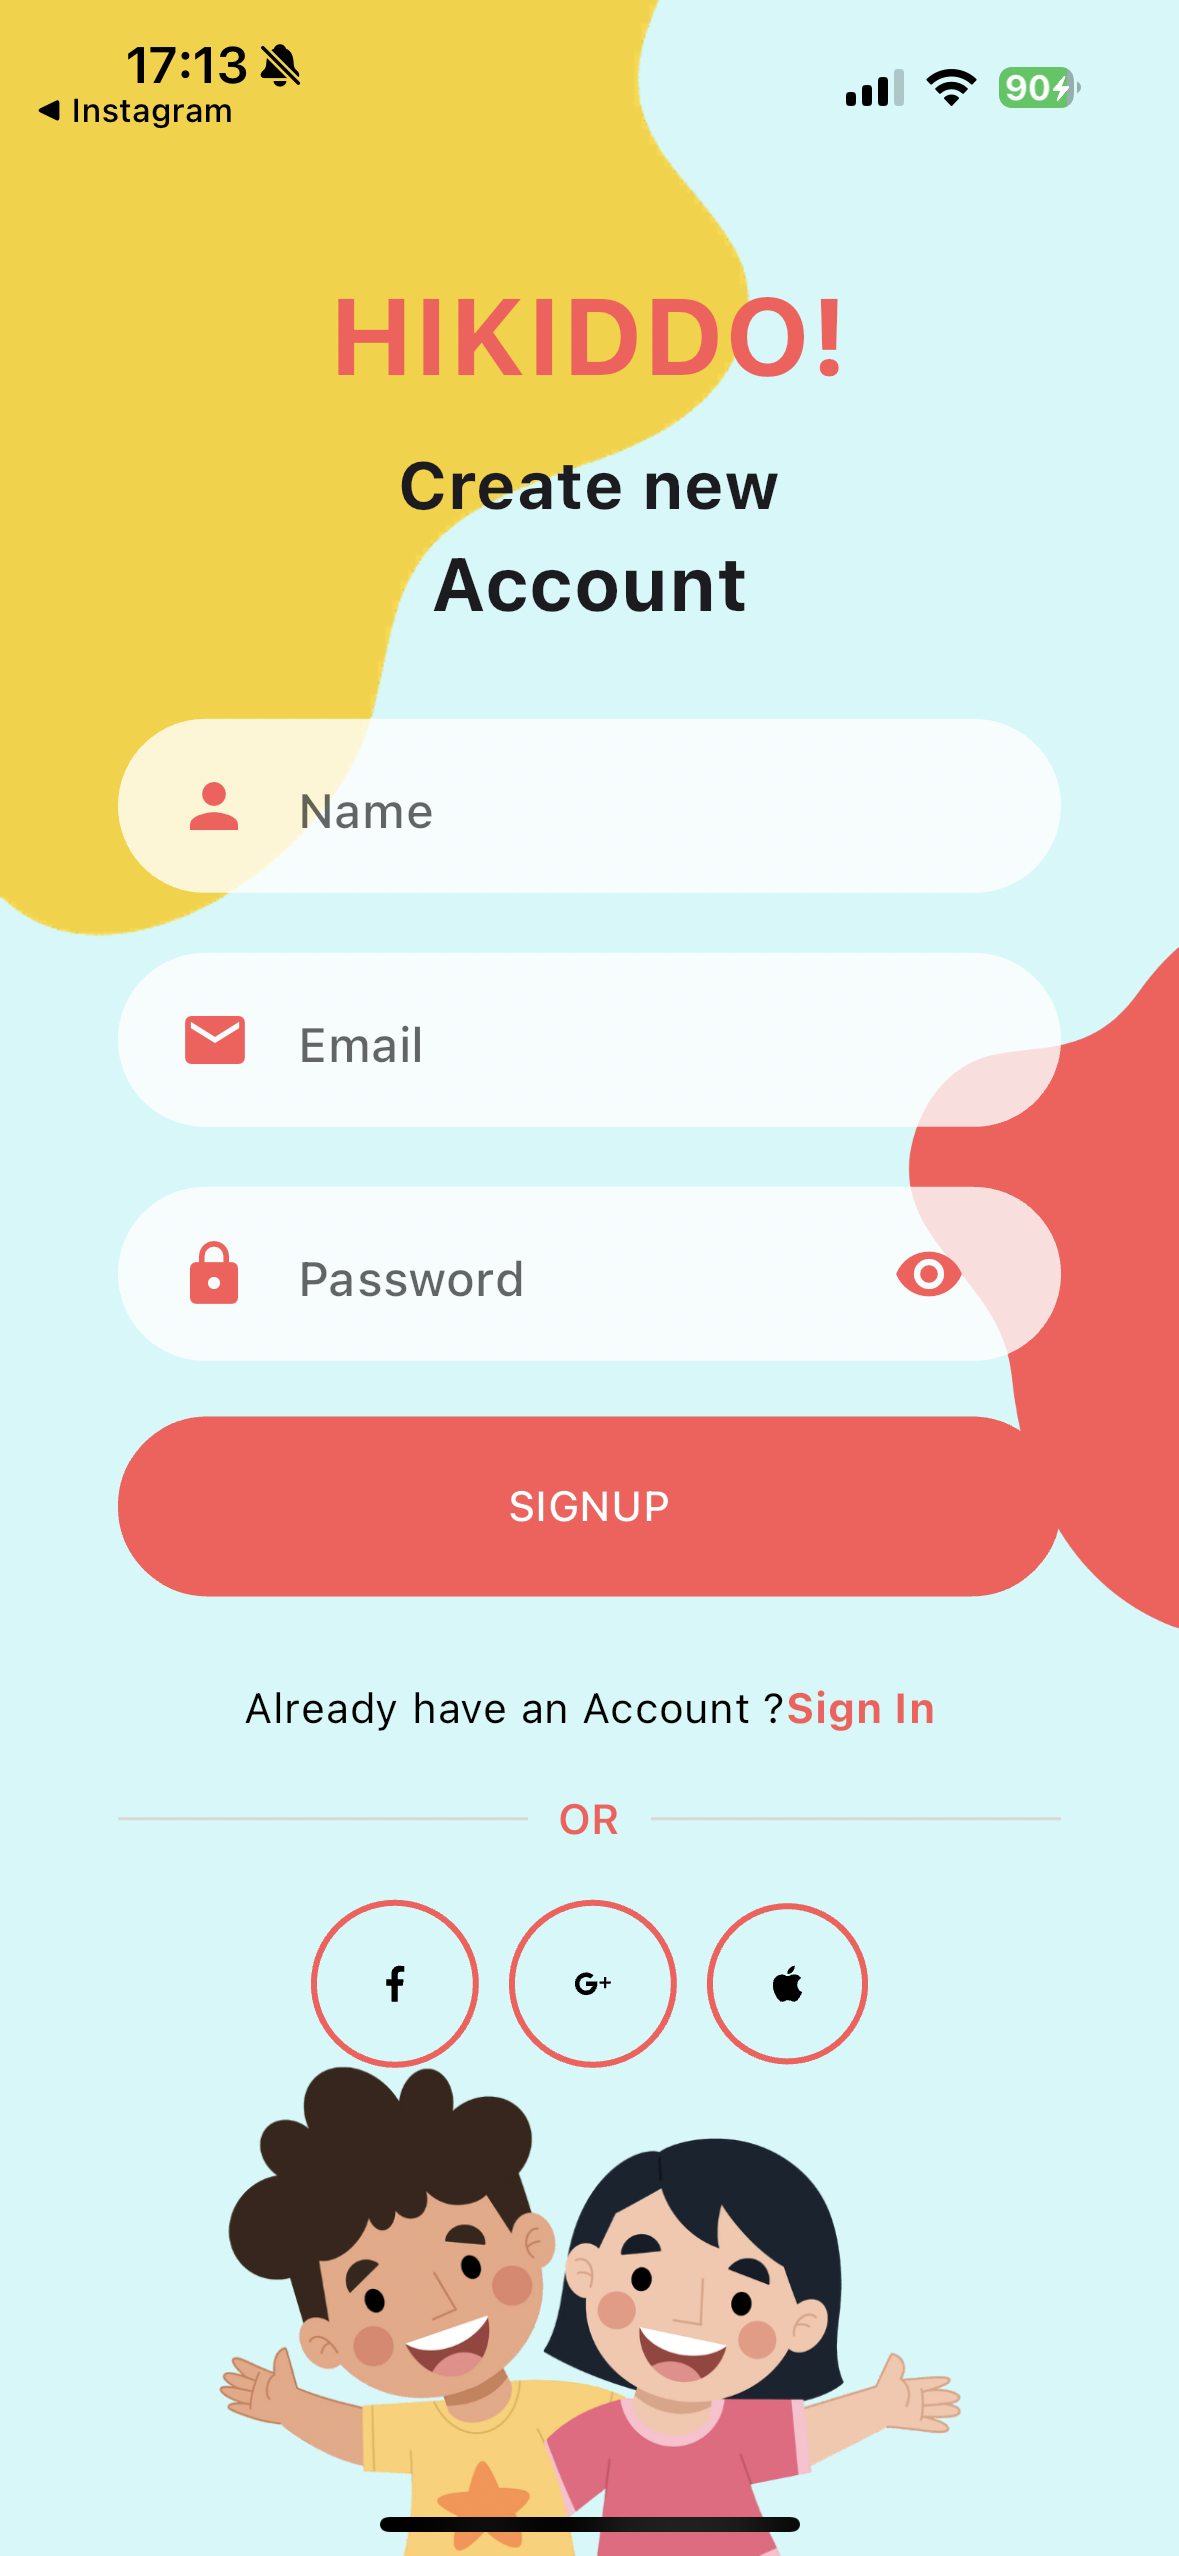 17:13
◀ Instagram
90
HIKIDDO!
Create new
Account
Name
Email
Password
SIGNUP
Already have an Account ?Sign In
OR
f
G+